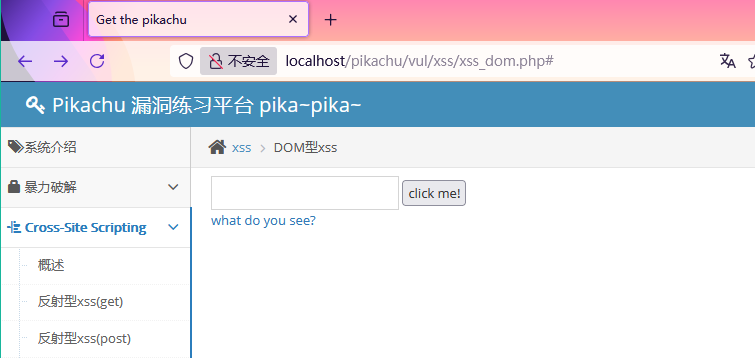 Get the pikachu
不安全 localhost/pikachu/vul/xss/xss_dom.php#
Pikachu 漏洞练习平台 pika~pika~
系统介绍
xss > DOM型xss
暴力破解
click me!
what do you see?
Cross-Site Scripting
概述
反射型xss(get)
反射型xss(post)